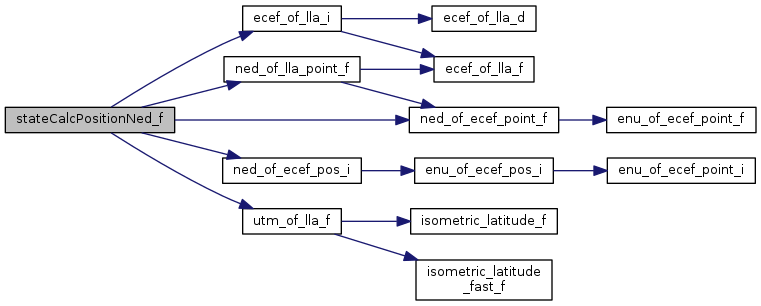 stateCalcPositionNed_f
ecef_of_lla_i
ecef_of_lla_d
ned_of_lla_point_f
ecef_of_lla_f
ned_of_ecef_point_f
enu_of_ecef_point_f
ned_of_ecef_pos_i
enu_of_ecef_pos_i
enu_of_ecef_point_i
utm_of_lla_f
isometric_latitude_f
isometric_latitude
_fast_f